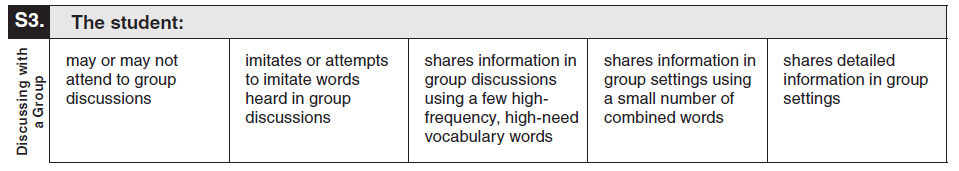 S3. The student:
Discussing with
a Group
may or may not
attend to group
discussions
imitates or attempts
to imitate words
heard in group
discussions
shares information in
group discussions
using a few high-
frequency, high-need
vocabulary words
shares information in
group settings using
a small number of
combined words
shares detailed
information in group
settings